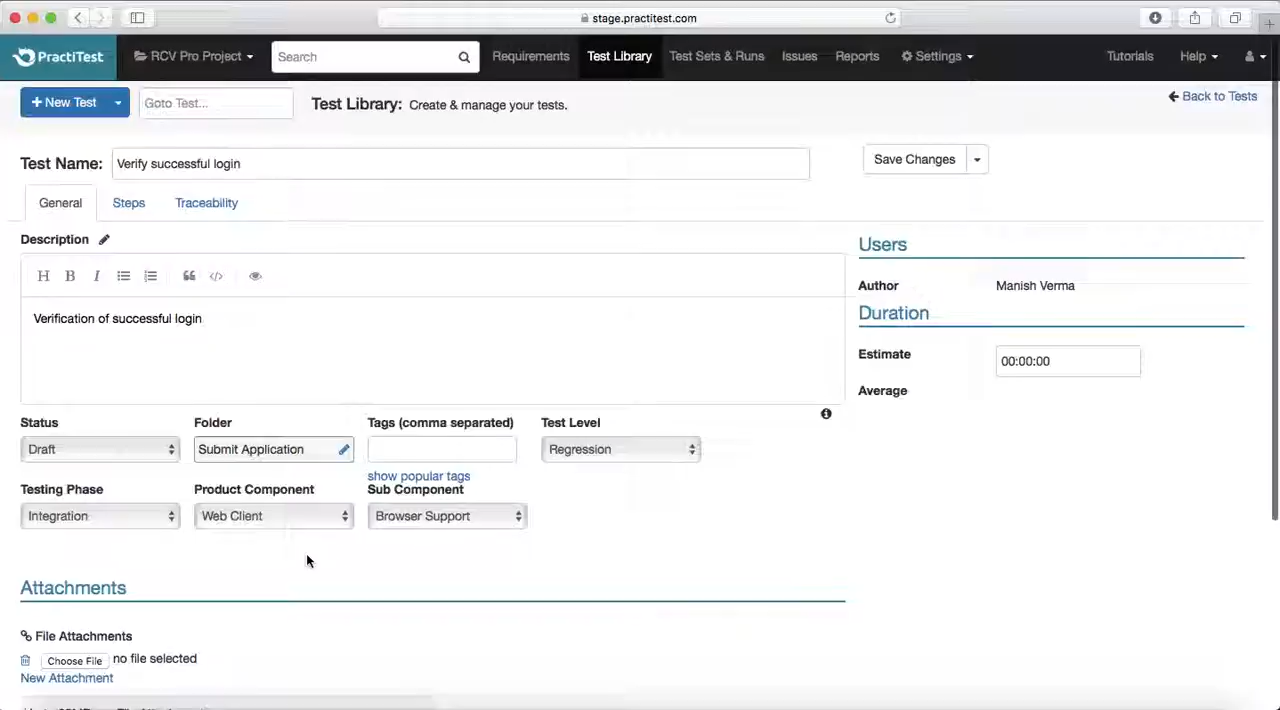 stage.practitest.com
PractiTest
RCV Pro Project
Search
Requirements
Test Library
Test Sets & Runs
Issues
Reports
Settings
Tutorials
Help
+ New Test
Goto Test...
Test Library: Create & manage your tests.
Back to Tests
Test Name:
Verify successful login
Save Changes
General
Steps
Traceability
Description
Users
H B I
Author
Manish Verma
Verification of successful login
Duration
Estimate
00:00:00
Average
Status
Folder
Tags (comma separated)
Test Level
Draft
Submit Application
Regression
show popular tags
Testing Phase
Product Component
Sub Component
Integration
Web Client
Browser Support
Attachments
File Attachments
Choose File
no file selected
New Attachment